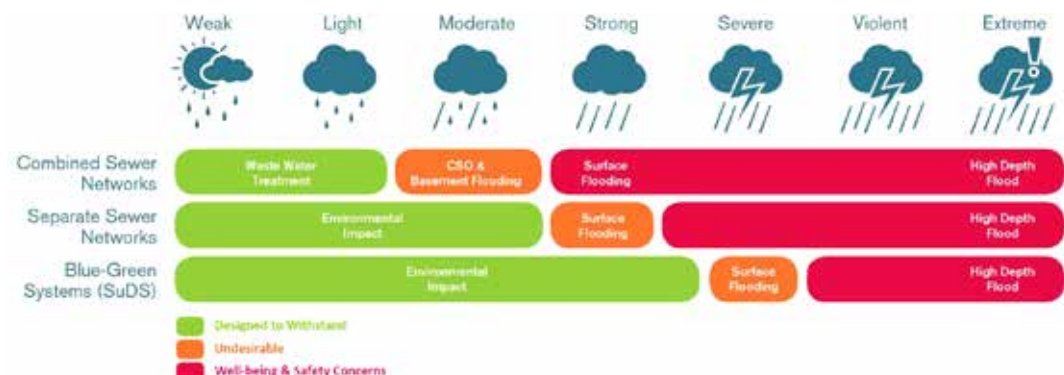 Weak Light Moderate Strong Severe Violent Extreme
Combined Sewer
Networks
Waste Water
Treatment
CSO &
Basement Flooding
Surface
Flooding
High Depth
Flood
Separate Sewer
Networks
Environmental
Impact
Surface
Flooding
High Depth
Flood
Blue-Green
Systems (SuDS)
Environmental
Impact
Surface
Flooding
High Depth
Flood
Designed to Withstand
Undesirable
Well-being & Safety Concerns